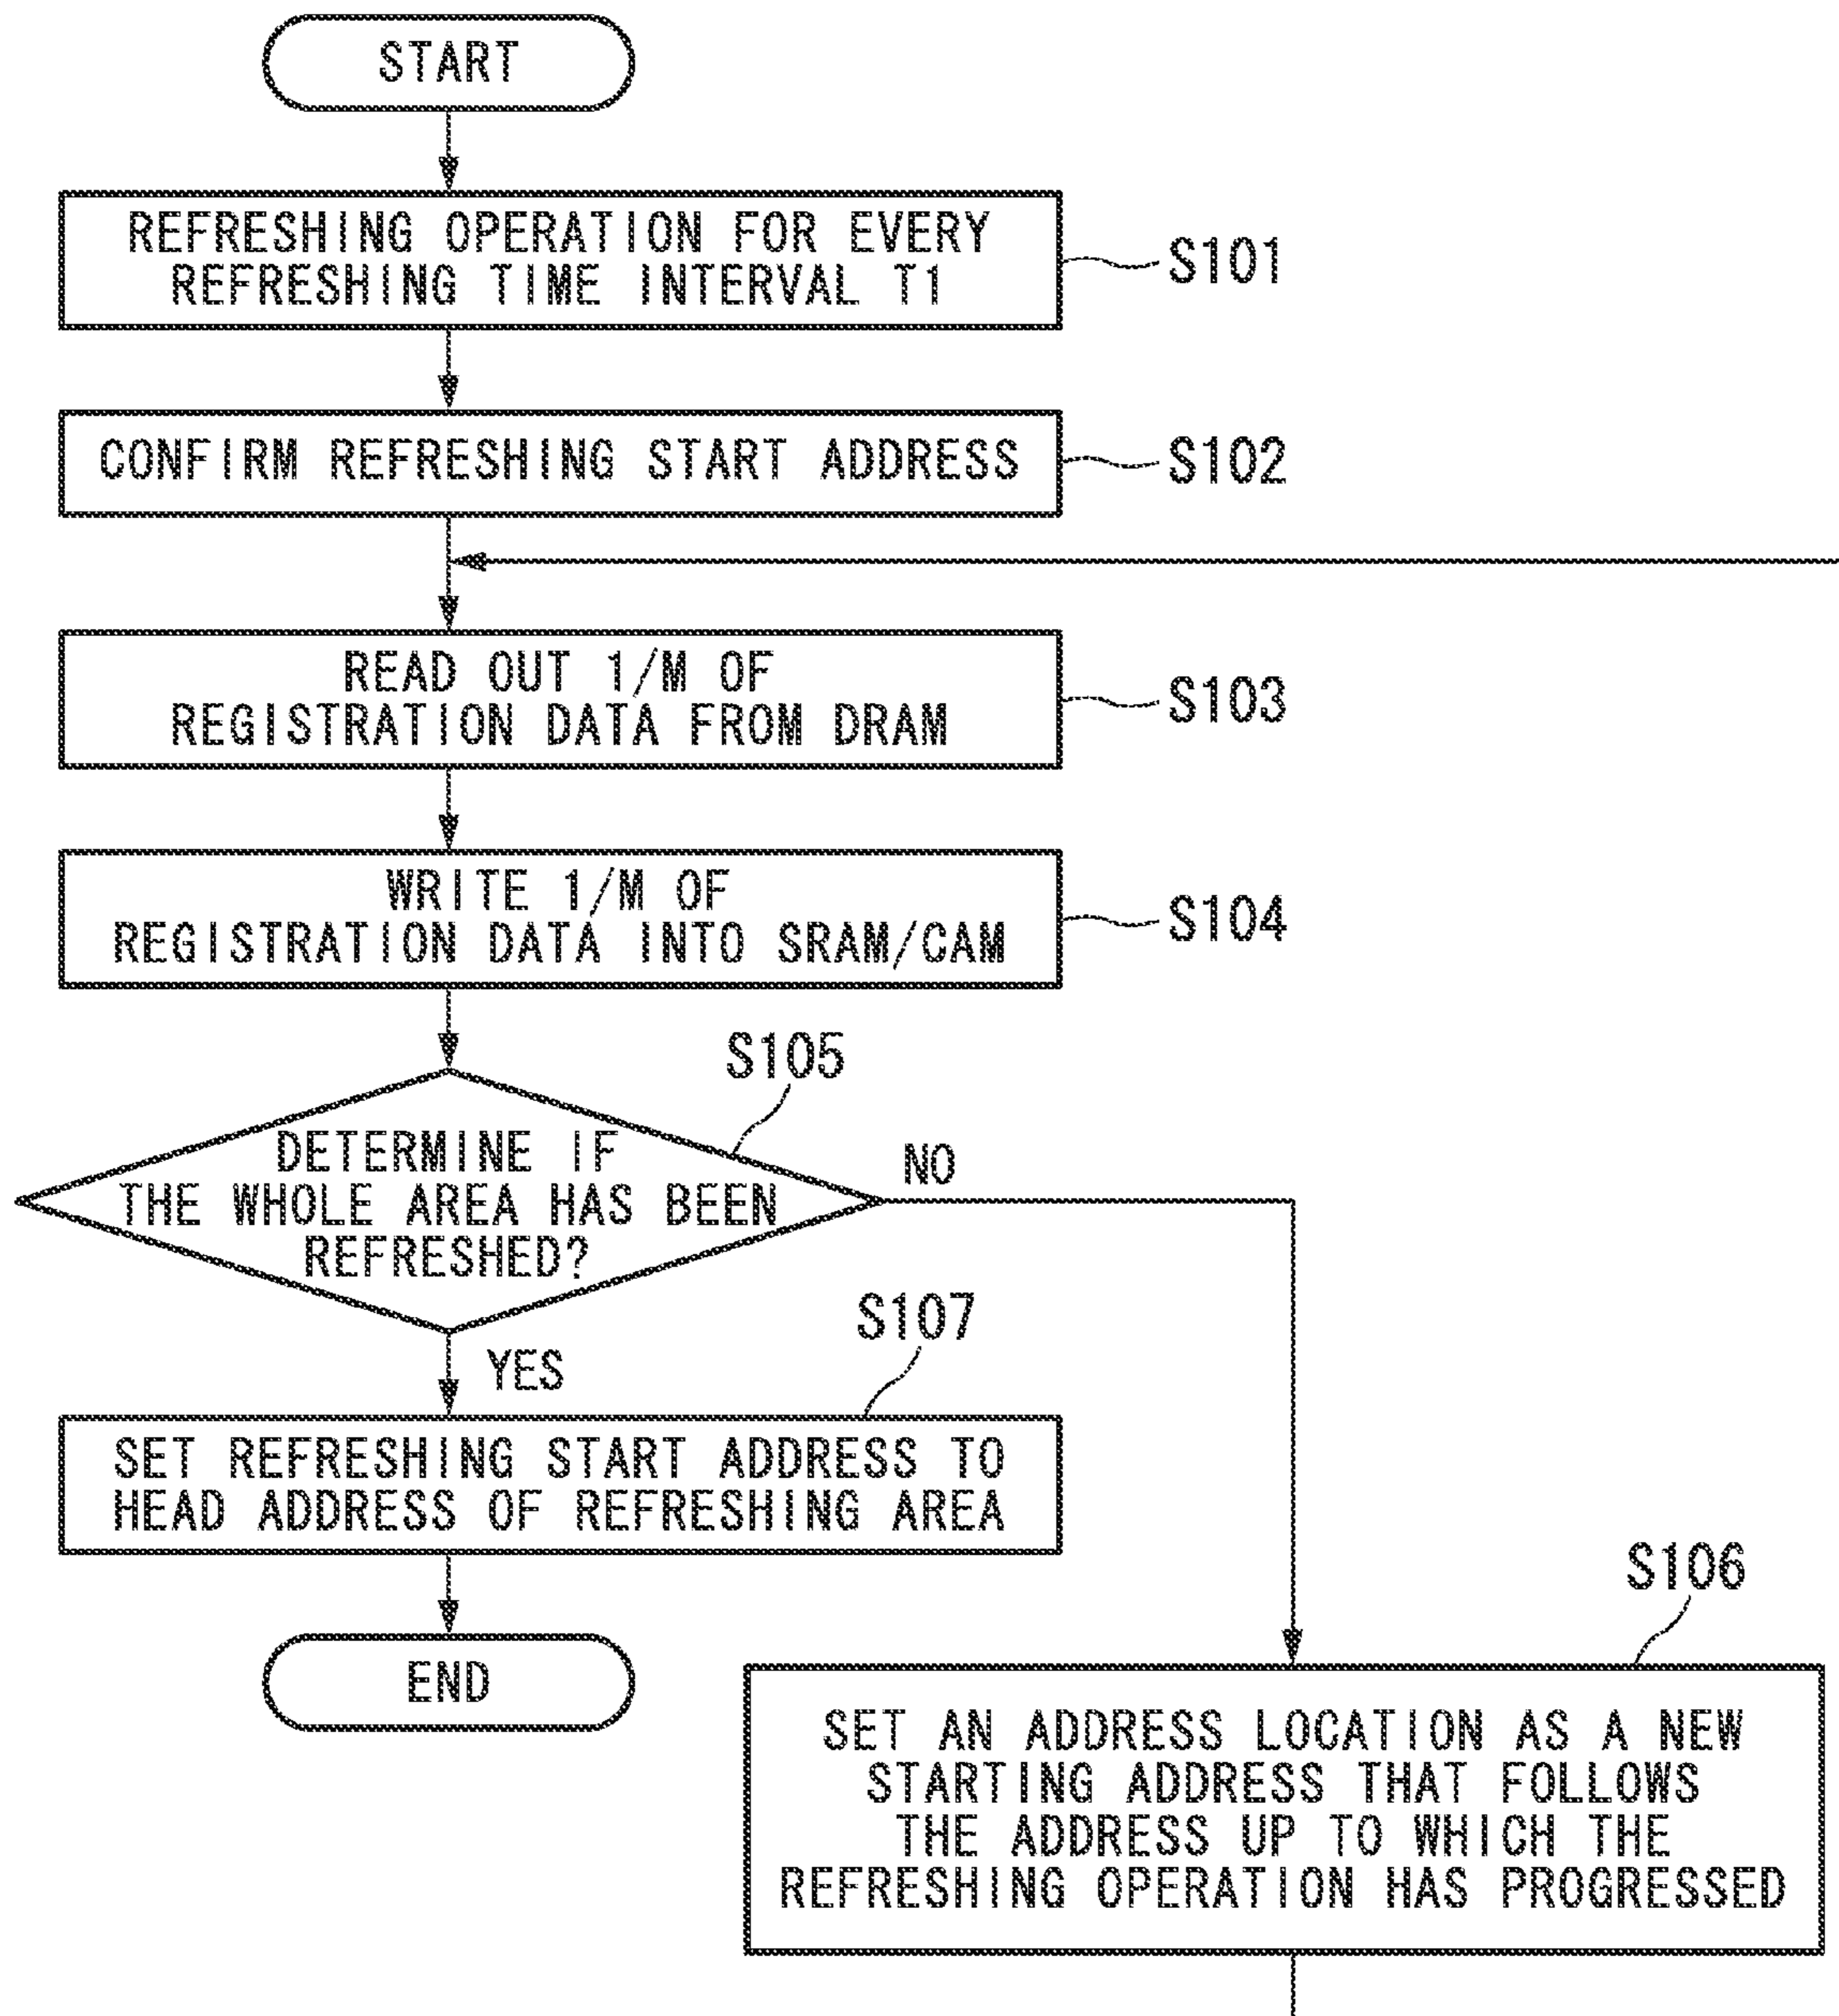 START
REFRESHING OPERATION FOR EVERY
REFRESHING TIME INTERVAL T1
S101
CONFIRM REFRESHING START ADDRESS
S102
READ OUT 1/M OF
REGISTRATION DATA FROM DRAM
S103
WRITE 1/M OF
REGISTRATION DATA INTO SRAM/CAM
S104
S105
DETERMINE IF
THE WHOLE AREA HAS BEEN
REFRESHED?
NO
YES
S107
SET REFRESHING START ADDRESS TO
HEAD ADDRESS OF REFRESHING AREA
END
S106
SET AN ADDRESS LOCATION AS A NEW
STARTING ADDRESS THAT FOLLOWS
THE ADDRESS UP TO WHICH THE
REFRESHING OPERATION HAS PROGRESSED